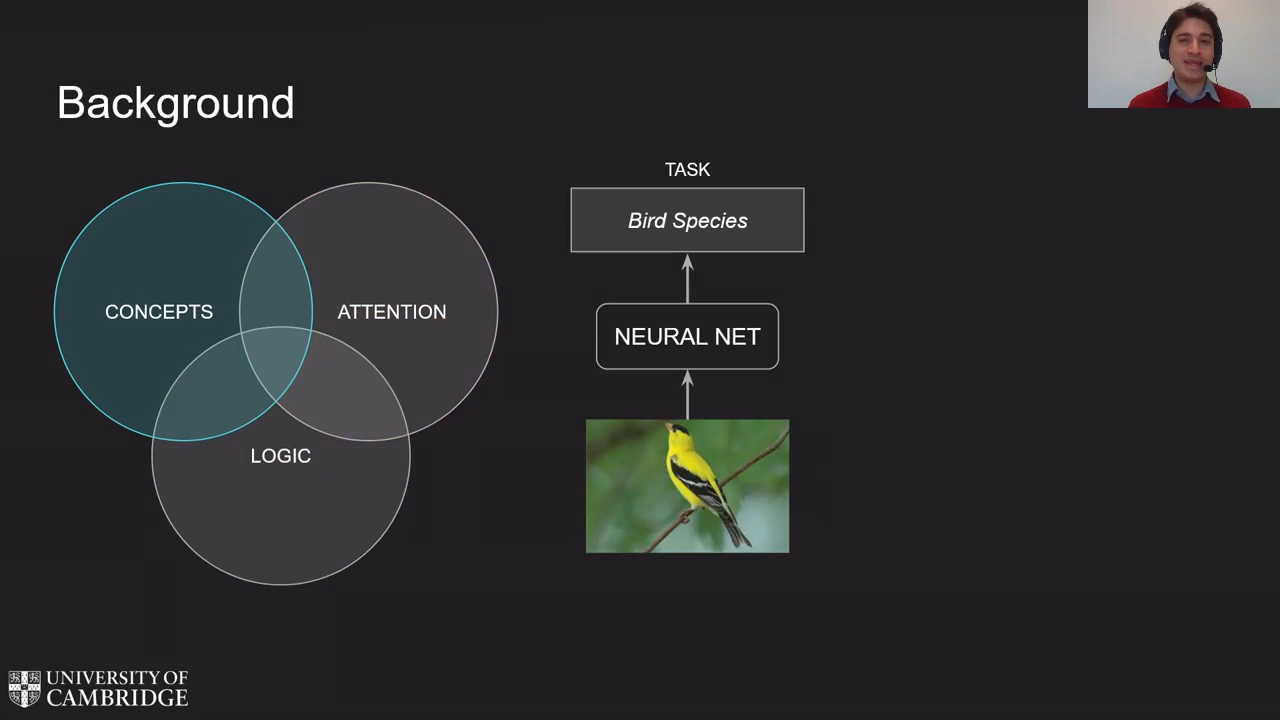 Background
CONCEPTS
ATTENTION
LOGIC
TASK
Bird Species
NEURAL NET
UNIVERSITY OF
CAMBRIDGE